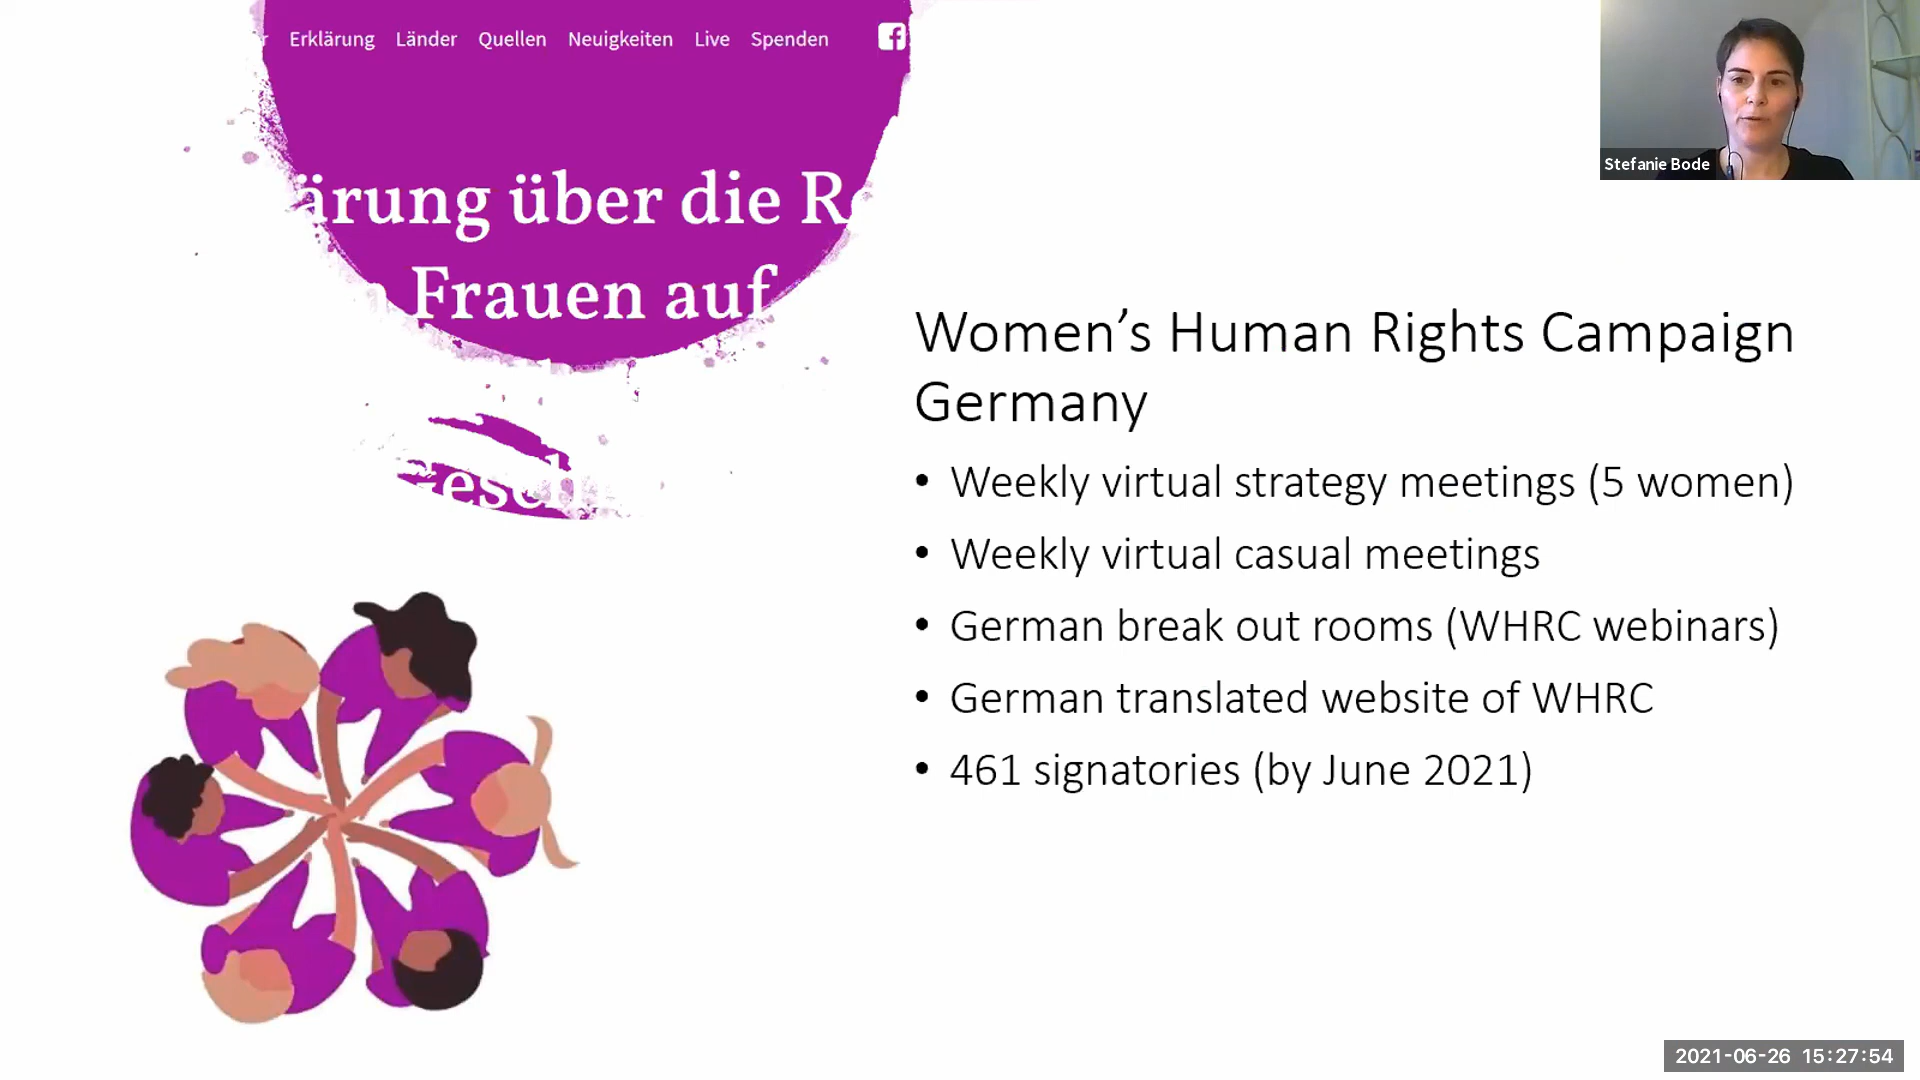 Erklärung Länder Quellen Neuigkeiten Live Spenden
ärung über die Re
n Frauen auf
Gesch
Stefanie Bode
Women's Human Rights Campaign
Germany
• Weekly virtual strategy meetings (5 women)
• Weekly virtual casual meetings
• German break out rooms (WHRC webinars)
• German translated website of WHRC
• 461 signatories (by June 2021)
2021-06-26 15:27:54